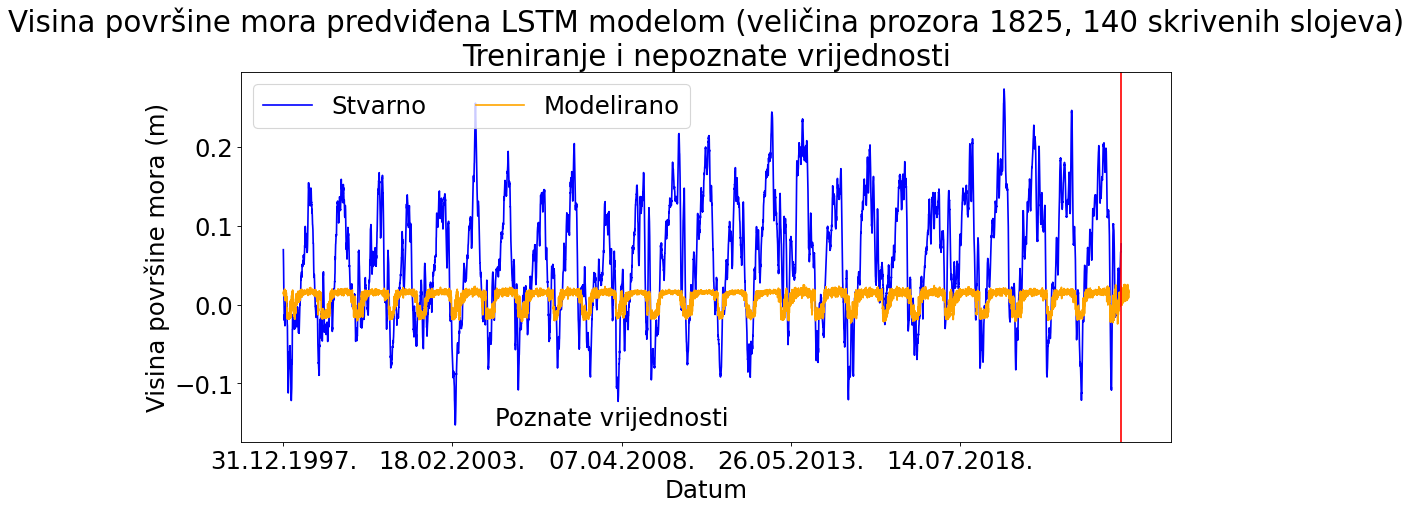 Visina površine mora predviđena LSTM modelom (veličina prozora 1825, 140 skrivenih slojeva)
Treniranje i nepoznate vrijednosti
Stvarno
Modelirano
Visina površine mora (m)
0.2
0.1
0.0
−0.1
Poznate vrijednosti
31.12.1997.
18.02.2003.
07.04.2008.
26.05.2013.
14.07.2018.
Datum